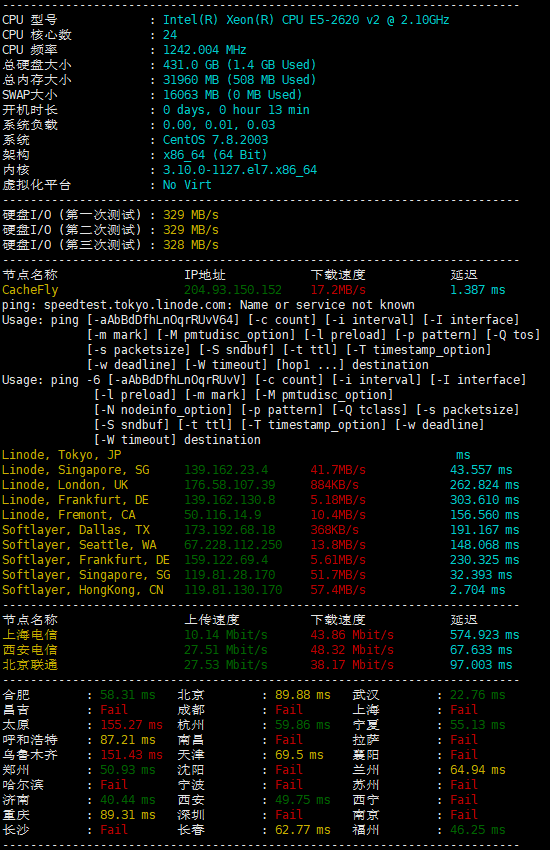 CPU 型号 : Intel(R) Xeon(R) CPU E5-2620 v2 @ 2.10GHz
CPU 核心数 : 24
CPU 频率 : 1242.004 MHz
总硬盘大小 : 431.0 GB (1.4 GB Used)
总内存大小 : 31960 MB (508 MB Used)
SWAP大小 : 16063 MB (0 MB Used)
开机时长 : 0 days, 0 hour 13 min
系统负载 : 0.00, 0.01, 0.03
系统 : CentOS 7.8.2003
架构 : x86_64 (64 Bit)
内核 : 3.10.0-1127.el7.x86_64
虚拟化平台 : No Virt
硬盘I/O (第一次测试) : 329 MB/s
硬盘I/O (第二次测试) : 329 MB/s
硬盘I/O (第三次测试) : 328 MB/s
节点名称 IP地址 下载速度 延迟
CacheFly 204.93.150.152 17.2MB/s 1.387 ms
ping: speedtest.tokyo.linode.com: Name or service not known
Usage: ping [-aAbBdDfhLnOqrRUvV64] [-c count] [-i interval] [-I interface]
[-m mark] [-M pmtudisc_option] [-l preload] [-p pattern] [-Q tos]
[-s packetsize] [-S sndbuf] [-t ttl] [-T timestamp_option]
[-w deadline] [-W timeout] [hop1 ...] destination
Usage: ping -6 [-aAbBdDfhLnOqrRUvV] [-c count] [-i interval] [-I interface]
[-l preload] [-m mark] [-M pmtudisc_option]
[-N nodeinfo_option] [-p pattern] [-Q tclass] [-s packetsize]
[-S sndbuf] [-t ttl] [-T timestamp_option] [-w deadline]
[-W timeout] destination
Linode, Tokyo, JP ms
Linode, Singapore, SG 139.162.23.4 41.7MB/s 43.557 ms
Linode, London, UK 176.58.107.39 884KB/s 262.824 ms
Linode, Frankfurt, DE 139.162.130.8 5.18MB/s 303.610 ms
Linode, Fremont, CA 50.116.14.9 10.4MB/s 156.560 ms
Softlayer, Dallas, TX 173.192.68.18 368KB/s 191.167 ms
Softlayer, Seattle, WA 67.228.112.250 13.8MB/s 148.068 ms
Softlayer, Frankfurt, DE 159.122.69.4 5.61MB/s 230.325 ms
Softlayer, Singapore, SG 119.81.28.170 51.7MB/s 32.393 ms
Softlayer, HongKong, CN 119.81.130.170 57.4MB/s 2.704 ms
节点名称 上传速度 下载速度 延迟
上海电信 10.14 Mbit/s 43.86 Mbit/s 574.923 ms
西安电信 27.51 Mbit/s 48.32 Mbit/s 67.633 ms
北京联通 27.53 Mbit/s 38.17 Mbit/s 97.003 ms
合肥 : 58.31 ms 北京 : 89.88 ms 武汉 : 22.76 ms
昌吉 : Fail 成都 : Fail 上海 : Fail
太原 : 155.27 ms 杭州 : 59.86 ms 宁夏 : 55.13 ms
呼和浩特 : 87.21 ms 南昌 : Fail 拉萨 : Fail
乌鲁木齐 : 151.43 ms 天津 : 69.5 ms 襄阳 : Fail
郑州 : 50.93 ms 沈阳 : Fail 兰州 : 64.94 ms
哈尔滨 : Fail 宁波 : Fail 苏州 : Fail
济南 : 40.44 ms 西安 : 49.75 ms 西宁 : Fail
重庆 : 89.31 ms 深圳 : Fail 南京 : Fail
长沙 : Fail 长春 : 62.77 ms 福州 : 46.25 ms